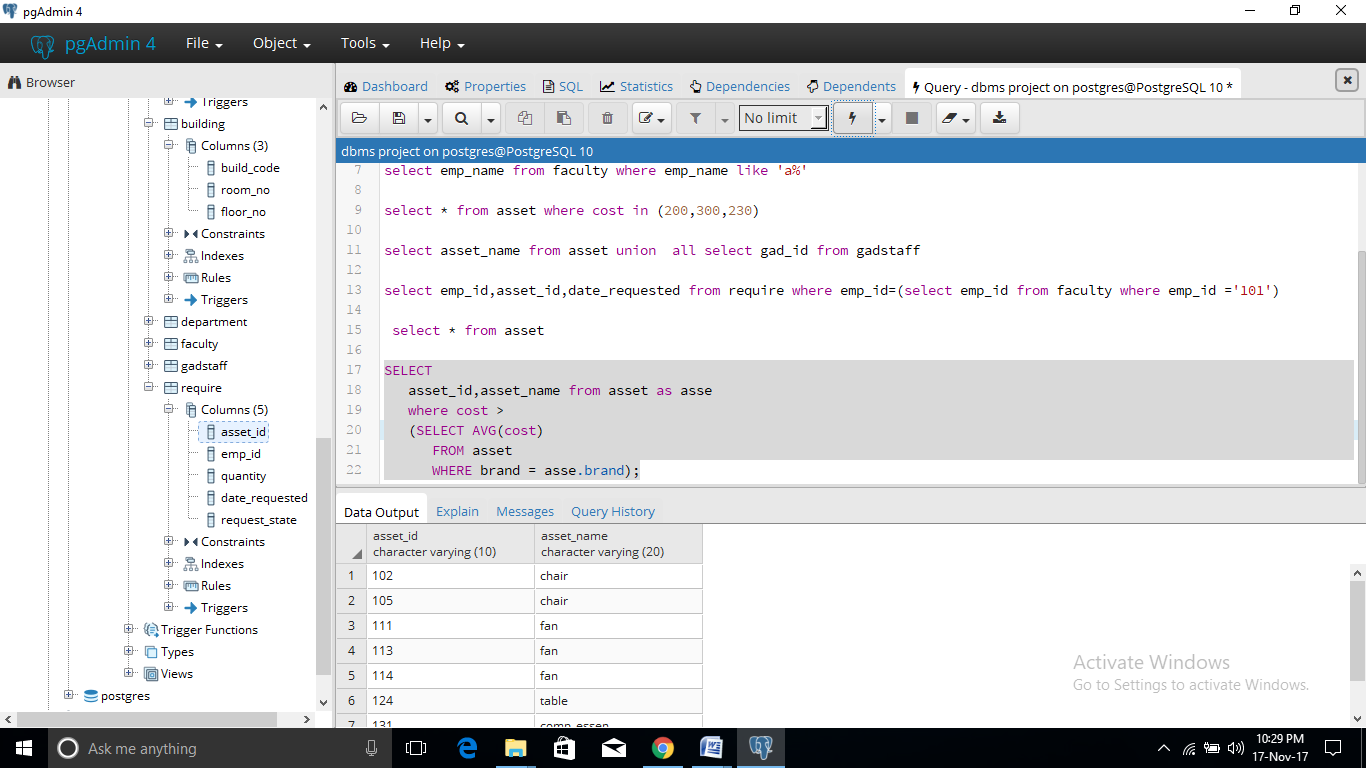 pgAdmin 4
pgAdmin 4 File Object Tools Help
Browser
Dashboard Properties SQL Statistics Dependencies Dependents Query - dbms project on postgres@PostgreSQL 10 *
No limit
dbms project on postgres@PostgreSQL 10
Triggers
building
Columns (3)
build_code
room_no
floor_no
Constraints
Indexes
Rules
Triggers
department
faculty
gadstaff
require
Columns (5)
asset_id
emp_id
quantity
date_requested
request_state
Constraints
Indexes
Rules
Triggers
Trigger Functions
Types
Views
postgres
7 select emp_name from faculty where emp_name like 'a%'
8
9 select * from asset where cost in (200,300,230)
10
11 select asset_name from asset union  all select gad_id from gadstaff
12
13 select emp_id,asset_id,date_requested from require where emp_id=(select emp_id from faculty where emp_id ='101')
14
15 select * from asset
16
17 SELECT
18 asset_id,asset_name from asset as asse
19 where cost >
20 (SELECT AVG(cost)
21 FROM asset
22 WHERE brand = asse.brand);
Data Output Explain Messages Query History
asset_id asset_name
character varying (10) character varying (20)
1 102 chair
2 105 chair
3 111 fan
4 113 fan
5 114 fan
6 124 table
7 131 comp_essen
Activate Windows
Go to Settings to activate Windows.
Ask me anything
10:29 PM
17-Nov-17